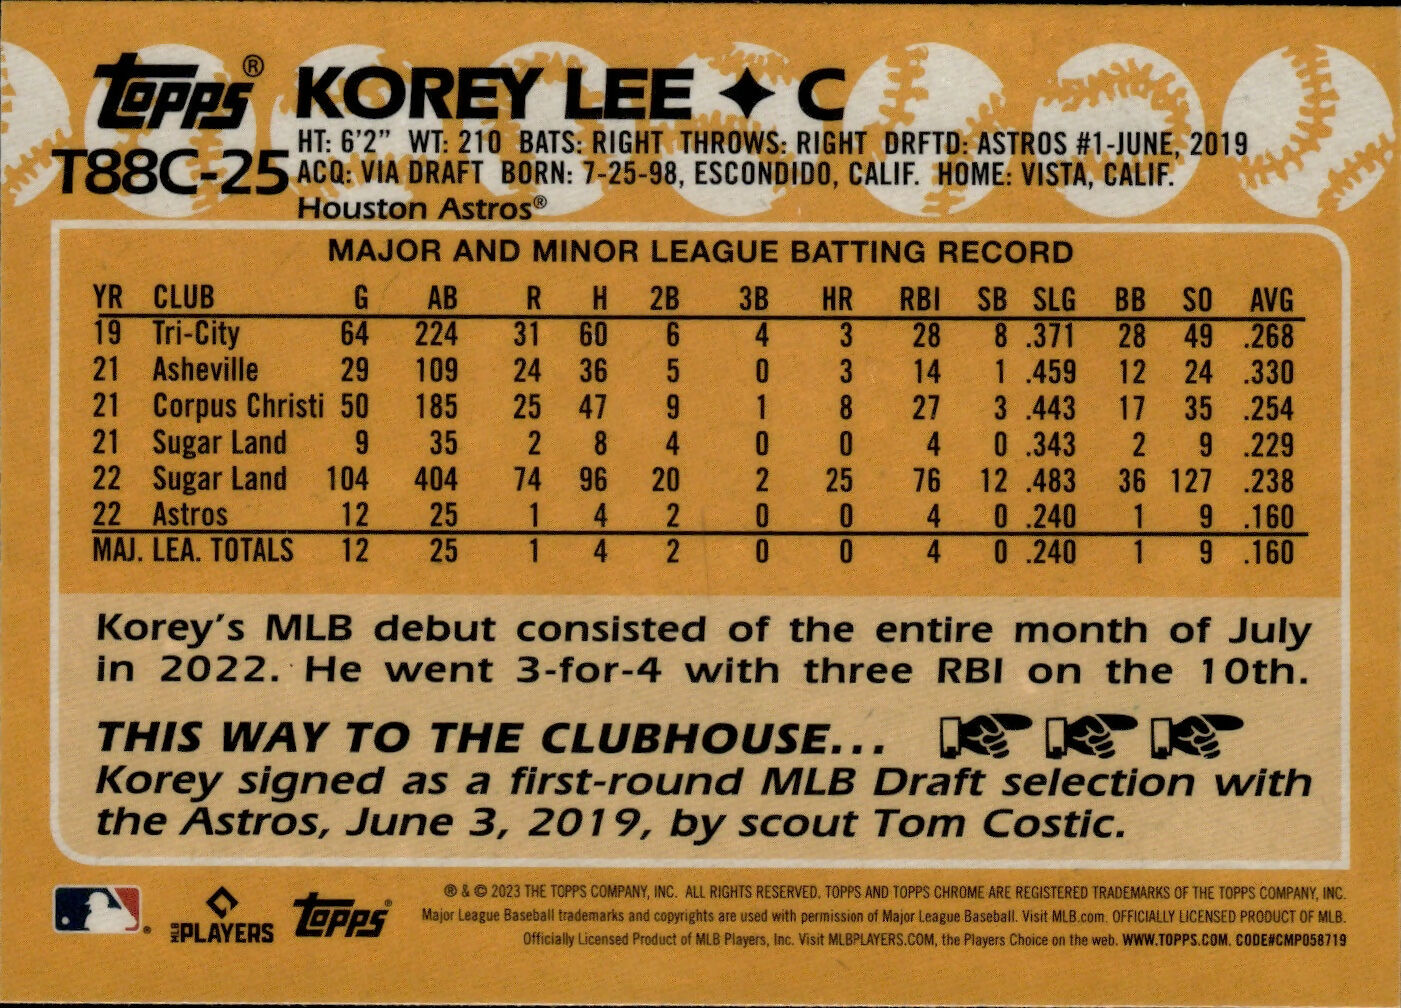 Topps® KOREY LEE ✦ C
T88C-25 HT: 6'2" WT: 210 BATS: RIGHT THROWS: RIGHT DRFTD: ASTROS #1-JUNE, 2019
ACQ: VIA DRAFT BORN: 7-25-98, ESCONDIDO, CALIF. HOME: VISTA, CALIF.
Houston Astros®
MAJOR AND MINOR LEAGUE BATTING RECORD
YR CLUB G AB R H 2B 3B HR RBI SB SLG BB SO AVG
19 Tri-City 64 224 31 60 6 4 3 28 8 .371 28 49 .268
21 Asheville 29 109 24 36 5 0 3 14 1 .459 12 24 .330
21 Corpus Christi 50 185 25 47 9 1 8 27 3 .443 17 35 .254
21 Sugar Land 9 35 2 8 4 0 0 4 0 .343 2 9 .229
22 Sugar Land 104 404 74 96 20 2 25 76 12 .483 36 127 .238
22 Astros 12 25 1 4 2 0 0 4 0 .240 1 9 .160
MAJ. LEA. TOTALS 12 25 1 4 2 0 0 4 0 .240 1 9 .160
Korey's MLB debut consisted of the entire month of July
in 2022. He went 3-for-4 with three RBI on the 10th.
THIS WAY TO THE CLUBHOUSE...
Korey signed as a first-round MLB Draft selection with
the Astros, June 3, 2019, by scout Tom Costic.
® & © 2023 THE TOPPS COMPANY, INC. ALL RIGHTS RESERVED. TOPPS AND TOPPS CHROME ARE REGISTERED TRADEMARKS OF THE TOPPS COMPANY, INC.
Major League Baseball trademarks and copyrights are used with permission of Major League Baseball. Visit MLB.com. OFFICIALLY LICENSED PRODUCT OF MLB.
Officially Licensed Product of MLB Players, Inc. Visit MLBPLAYERS.COM, the Players Choice on the web. WWW.TOPPS.COM. CODE#CMP058719
MLB PLAYERS Topps®